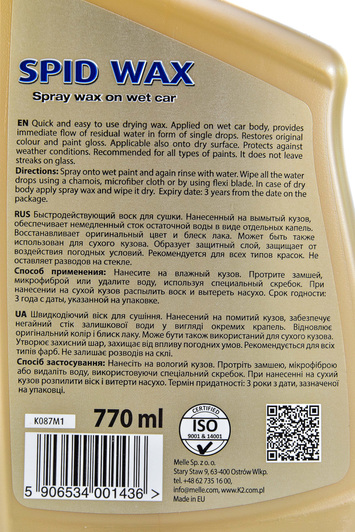 SPID WAX
Spray wax on wet car
EN Quick and easy to use drying wax. Applied on wet car body, provides
immediate flow of residual water in form of single drops. Restores original
colour and paint gloss. Applicable also onto dry surface. Protects against
weather conditions. Recommended for all types of paints. It does not leave
streaks on glass.
Directions: Spray onto wet paint and again rinse with water. Wipe all the water
drops using a chamois, microfiber cloth or by using flexi blade. In case of dry
body apply spray wax and wipe it dry. Expiry date: 3 years from the date on the
package.
RUS Быстродействующий воск для сушки. Нанесенный на вымытый кузов,
обеспечивает немедленный сток остаточной воды в виде отдельных капель.
Восстанавливает оригинальный цвет и блеск лака. Может быть также
использован для сухого кузова. Образует защитный слой, защищает от
воздействия погодных условий. Рекомендуется для всех типов красок. Не
оставляет разводов на стекле.
Способ применения: Нанесите на влажный кузов. Протрите замшей,
микрофиброй или удалите воду, используя специальный скребок. При
нанесении на сухой кузов распылить воск и вытереть насухо. Срок годности:
3 года с даты, указанной на упаковке.
UA Швидкодіючий віск для сушіння. Нанесений на помитий кузов, забезпечує
негайний стік залишкової води у вигляді окремих крапель. Відновлює
оригінальний колір і блиск лаку. Може бути також використаний для сухого кузова.
Утворює захисний шар, захищає від впливу погодних умов. Рекомендується для всіх
типів фарб. Не залишає розводів на склі.
Спосіб застосування: Нанесіть на вологий кузов. Протріть замшею, мікрофіброю
або видаліть воду, використовуючи спеціальний скребок. При нанесенні на сухий
кузов розпилити віск і витерти насухо. Термін придатності: 3 роки з дати, зазначеної
на упаковці.
K087M1
770 ml
CERTIFIED
ISO
9001 & 14001
Melle Sp. z o. o.
Stary Staw 9, 63-400 Ostrów Wlkp.
tel. +48 62 735 16 00,
info@melle.com, www.K2.com.pl
Made in EU
5 906534 001436 >